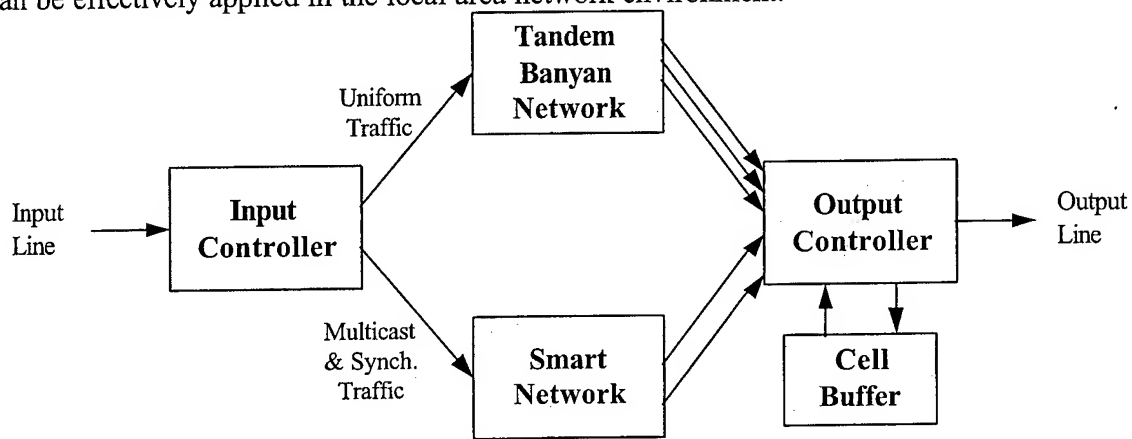 can be effectively applied in the local area network environment.
Tandem
Banyan
Network
Uniform
Traffic
Input
Line
Input
Controller
Output
Controller
Output
Line
Multicast
& Synch.
Traffic
Smart
Network
Cell
Buffer